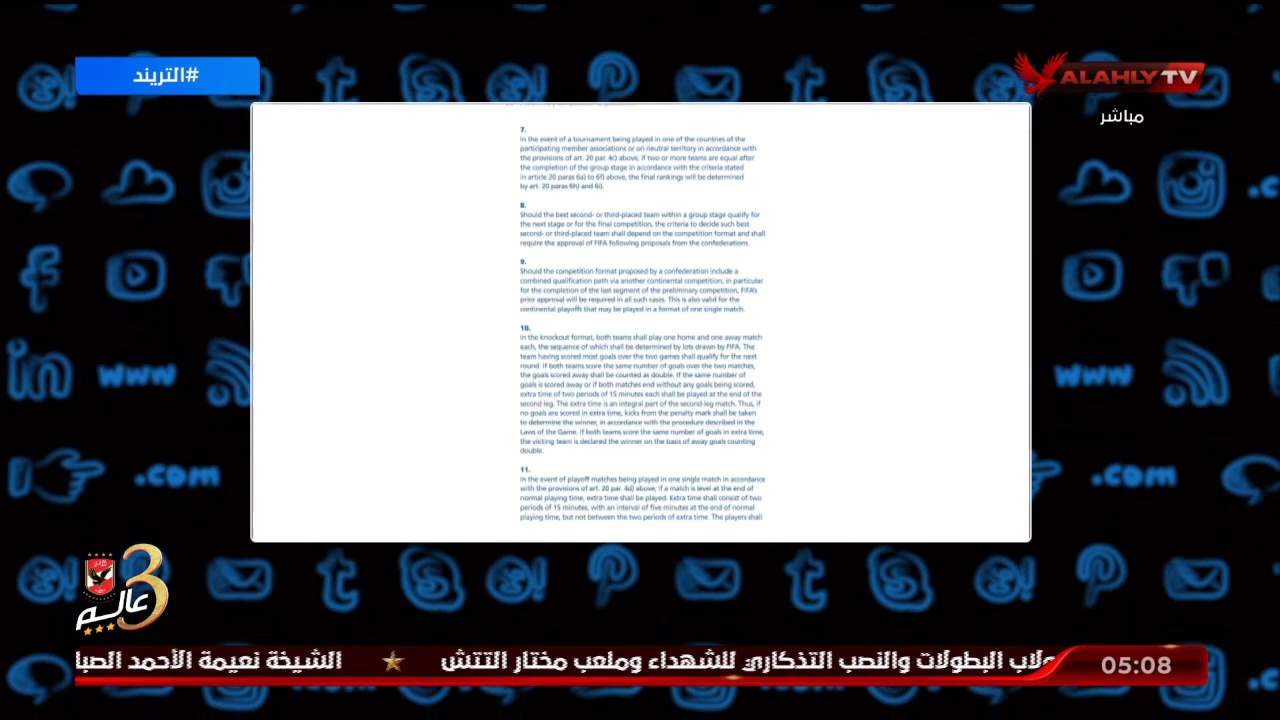 #التريند
ALAHLY TV
مباشر
7.
In the event of a tournament being played in one of the countries of the
participating member associations or on neutral territory in accordance with
the provisions of art. 20 par. 4c) above, if two or more teams are equal after
the completion of the group stage in accordance with the criteria stated
in article 20 paras 6a) to 6f) above, the final rankings will be determined
by art. 20 paras 6h) and 6i).
8.
Should the best second- or third-placed team within a group stage qualify for
the next stage or for the final competition, the criteria to decide such best
second- or third-placed team shall depend on the competition format and shall
require the approval of FIFA following proposals from the confederations.
9.
Should the competition format proposed by a confederation include a
combined qualification path via another continental competition, in particular
for the completion of the last segment of the preliminary competition, FIFA's
prior approval will be required in all such cases. This is also valid for the
continental playoffs that may be played in a format of one single match.
10.
In the knockout format, both teams shall play one home and one away match
each, the sequence of which shall be determined by lots drawn by FIFA. The
team having scored most goals over the two games shall qualify for the next
round. If both teams score the same number of goals over the two matches,
the goals scored away shall be counted as double. If the same number of
goals is scored away or if both matches end without any goals being scored,
extra time of two periods of 15 minutes each shall be played at the end of the
second leg. The extra time is an integral part of the second-leg match. Thus, if
no goals are scored in extra time, kicks from the penalty mark shall be taken
to determine the winner, in accordance with the procedure described in the
Laws of the Game. If both teams score the same number of goals in extra time,
the visiting team is declared the winner on the basis of away goals counting
double.
11.
In the event of playoff matches being played in one single match in accordance
with the provisions of art. 20 par. 4d) above, if a match is level at the end of
normal playing time, extra time shall be played. Extra time shall consist of two
periods of 15 minutes, with an interval of five minutes at the end of normal
playing time, but not between the two periods of extra time. The players shall
www
www
.com
.com
3 عالم
ولاب البطولات والنصب التذكاري للشهداء وملعب مختار التتش ★ الشيخة نعيمة الأحمد الصبا
05:08